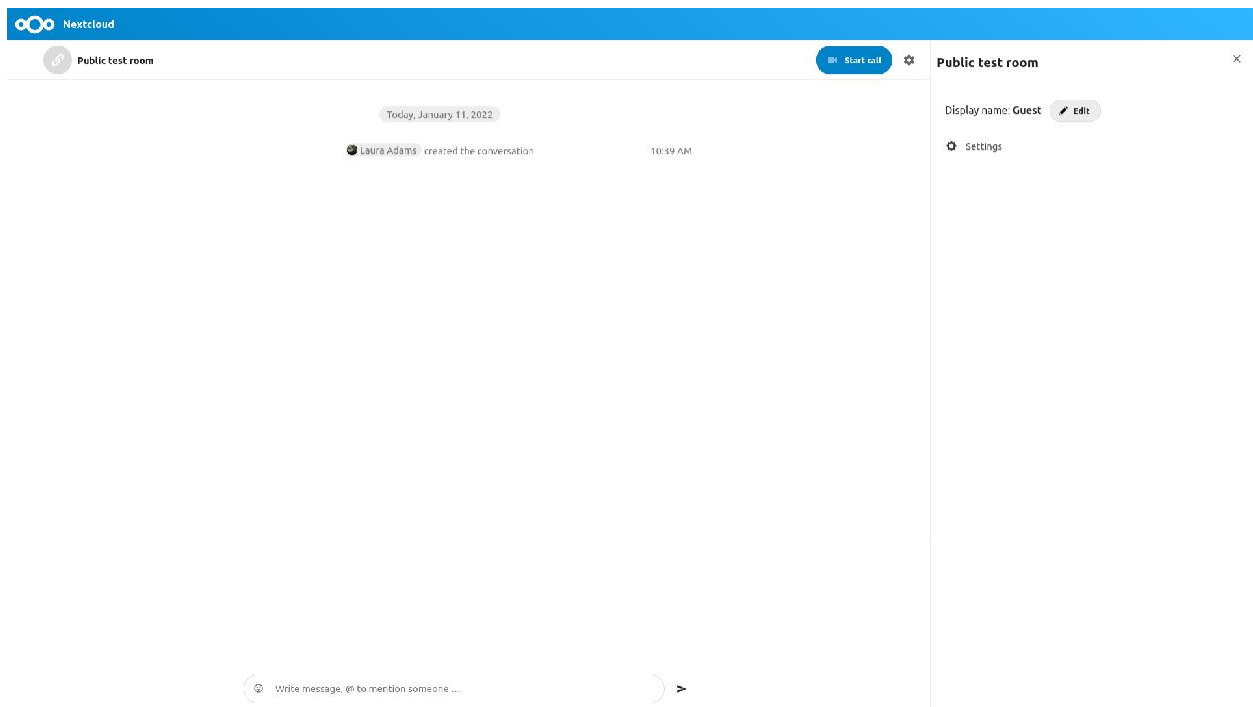 Nextcloud
Public test room
Start call
Public test room
Today, January 11, 2022
Display name: Guest
Edit
Laura Adams created the conversation 10:39 AM
Settings
Write message, @ to mention someone …